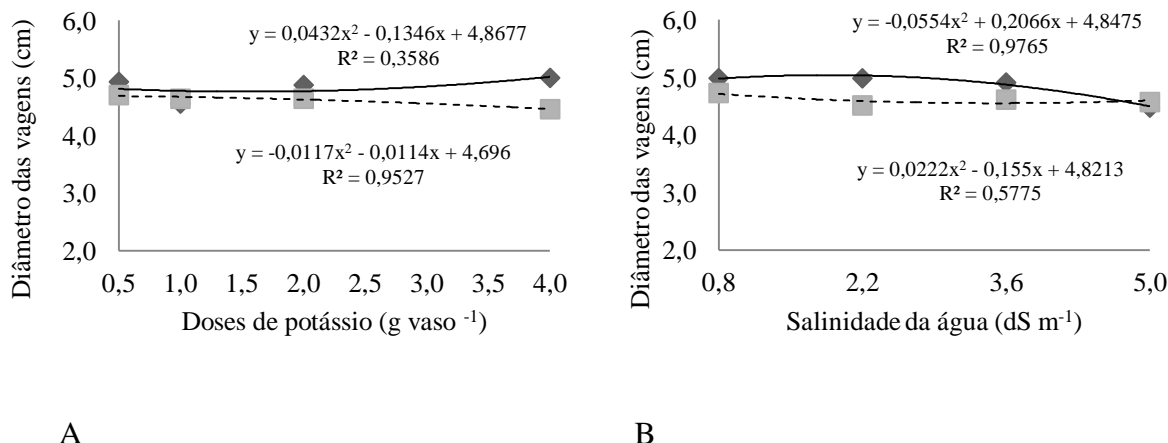 Diâmetro das vagens (cm)
6,0
5,0
4,0
3,0
2,0
y = 0,0432x² - 0,1346x + 4,8677
R² = 0,3586
y = -0,0117x² - 0,0114x + 4,696
R² = 0,9527
0,5 1,0 1,5 2,0 2,5 3,0 3,5 4,0
Doses de potássio (g vaso ⁻¹)
A
Diâmetro das vagens (cm)
6,0
5,0
4,0
3,0
2,0
y = -0,0554x² + 0,2066x + 4,8475
R² = 0,9765
y = 0,0222x² - 0,155x + 4,8213
R² = 0,5775
0,8 2,2 3,6 5,0
Salinidade da água (dS m⁻¹)
B